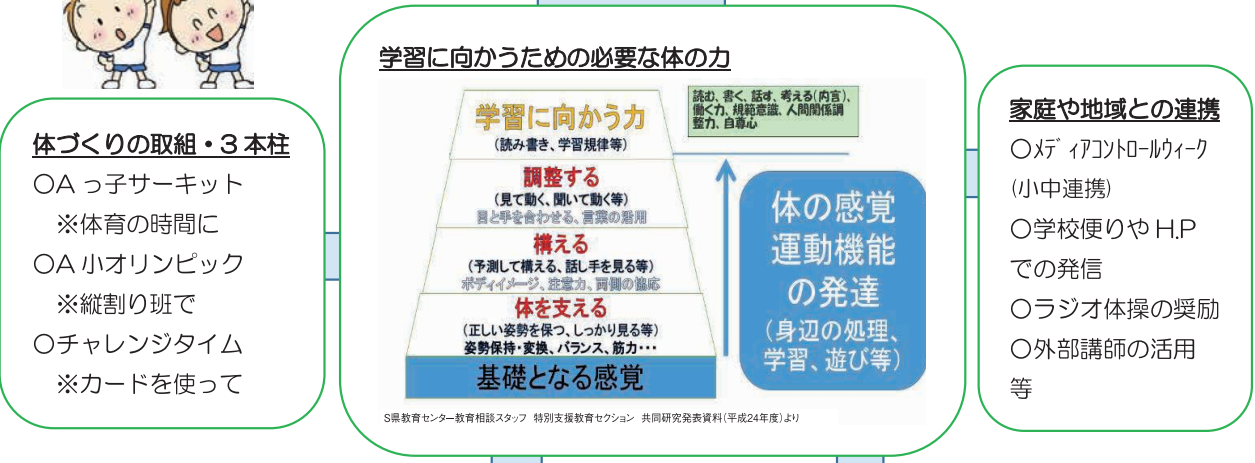 体づくりの取組・3本柱
〇Aっ子サーキット
※体育の時間に
〇A小オリンピック
※縦割り班で
〇チャレンジタイム
※カードを使って
学習に向かうための必要な体の力
学習に向かう力
(読み書き、学習規律等)
調整する
(見て動く、聞いて動く等)
目と手を合わせる、言葉の活用
構える
(予測して構える、話し手を見る等)
ボディイメージ、注意力、両側の協応
体を支える
(正しい姿勢を保つ、しっかり見る等)
姿勢保持・変換、バランス、筋力・・・
基礎となる感覚
読む、書く、話す、考える(内言)、
働く力、規範意識、人間関係調
整力、自尊心
体の感覚
運動機能
の発達
(身辺の処理、
学習、遊び等)
S県教育センター教育相談スタッフ 特別支援教育セクション 共同研究発表資料(平成24年度)より
家庭や地域との連携
〇メディアコントロールウィーク
(小中連携)
〇学校便りやH.P
での発信
〇ラジオ体操の奨励
〇外部講師の活用
等